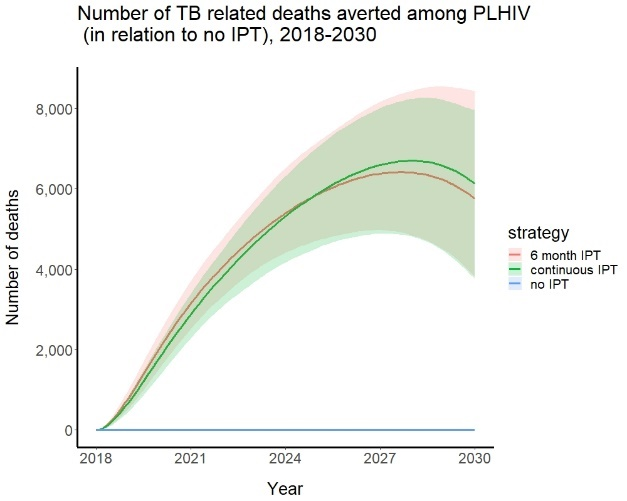 Number of TB related deaths averted among PLHIV
(in relation to no IPT), 2018-2030
8,000
6,000
4,000
2,000
0
Number of deaths
2018
2021
2024
2027
2030
Year
strategy
6 month IPT
continuous IPT
no IPT